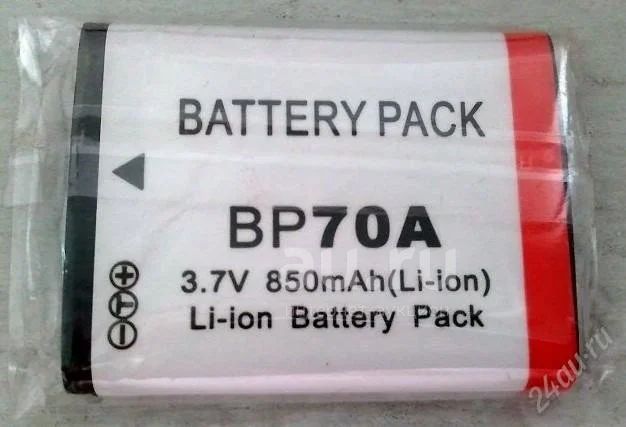 BATTERY PACK
BP70A
3.7V 850mAh(Li-ion)
Li-ion Battery Pack
24au.ru